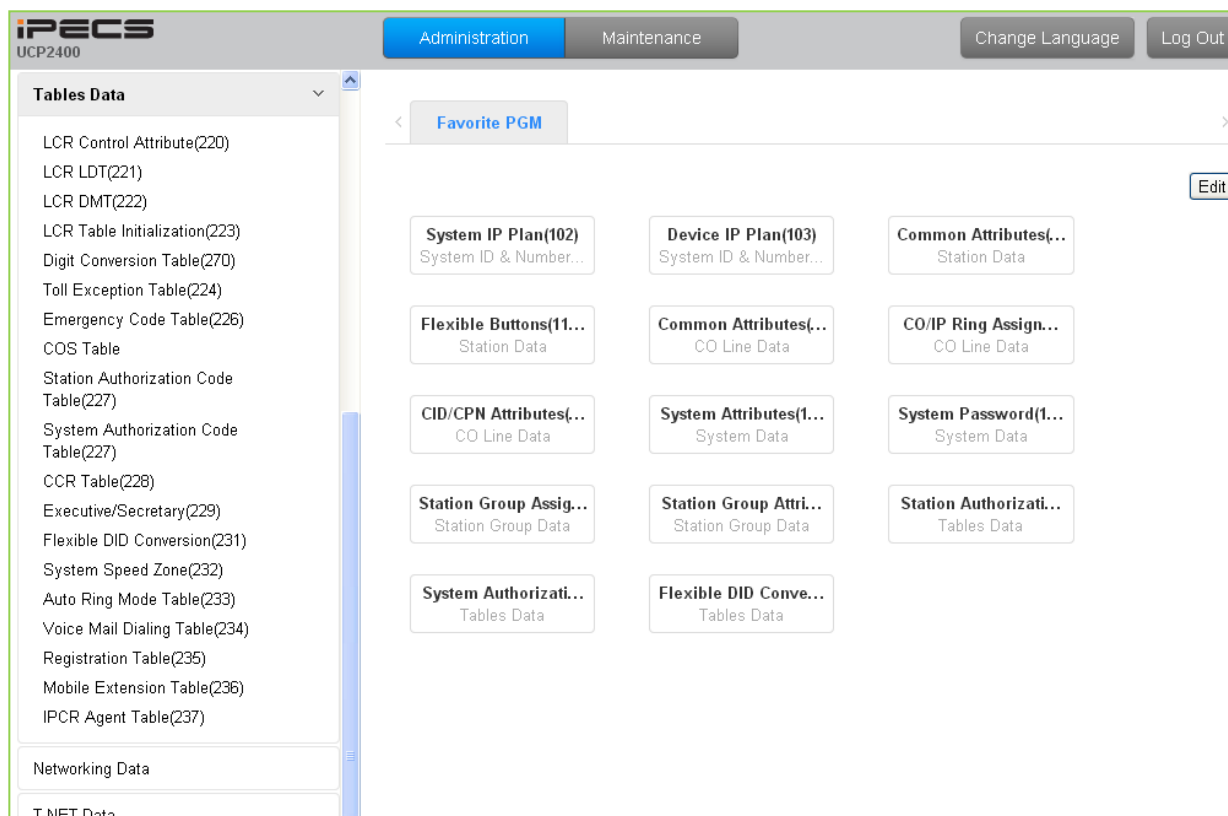 iPECS
UCP2400
Administration
Maintenance
Change Language
Log Out
Tables Data
LCR Control Attribute(220)
LCR LDT(221)
LCR DMT(222)
LCR Table Initialization(223)
Digit Conversion Table(270)
Toll Exception Table(224)
Emergency Code Table(226)
COS Table
Station Authorization Code
Table(227)
System Authorization Code
Table(227)
CCR Table(228)
Executive/Secretary(229)
Flexible DID Conversion(231)
System Speed Zone(232)
Auto Ring Mode Table(233)
Voice Mail Dialing Table(234)
Registration Table(235)
Mobile Extension Table(236)
IPCR Agent Table(237)
Networking Data
T-NET Data
Favorite PGM
Edit
System IP Plan(102)
System ID & Number...
Device IP Plan(103)
System ID & Number...
Common Attributes(...
Station Data
Flexible Buttons(11...
Station Data
Common Attributes(...
CO Line Data
CO/IP Ring Assign...
CO Line Data
CID/CPN Attributes(...
CO Line Data
System Attributes(1...
System Data
System Password(1...
System Data
Station Group Assig...
Station Group Data
Station Group Attri...
Station Group Data
Station Authorizati...
Tables Data
System Authorizati...
Tables Data
Flexible DID Conve...
Tables Data